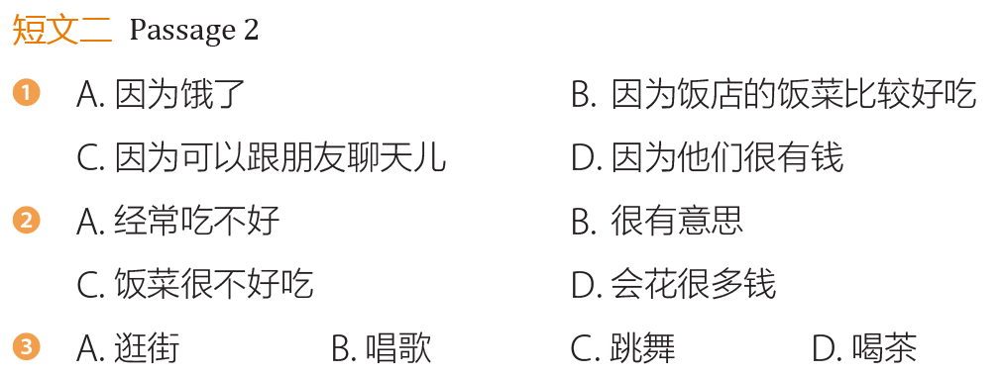 短文二 Passage 2
1 A. 因为饿了 B. 因为饭店的饭菜比较好吃
C. 因为可以跟朋友聊天儿 D. 因为他们很有钱
2 A. 经常吃不好 B. 很有意思
C. 饭菜很不好吃 D. 会花很多钱
3 A. 逛街 B. 唱歌 C. 跳舞 D. 喝茶